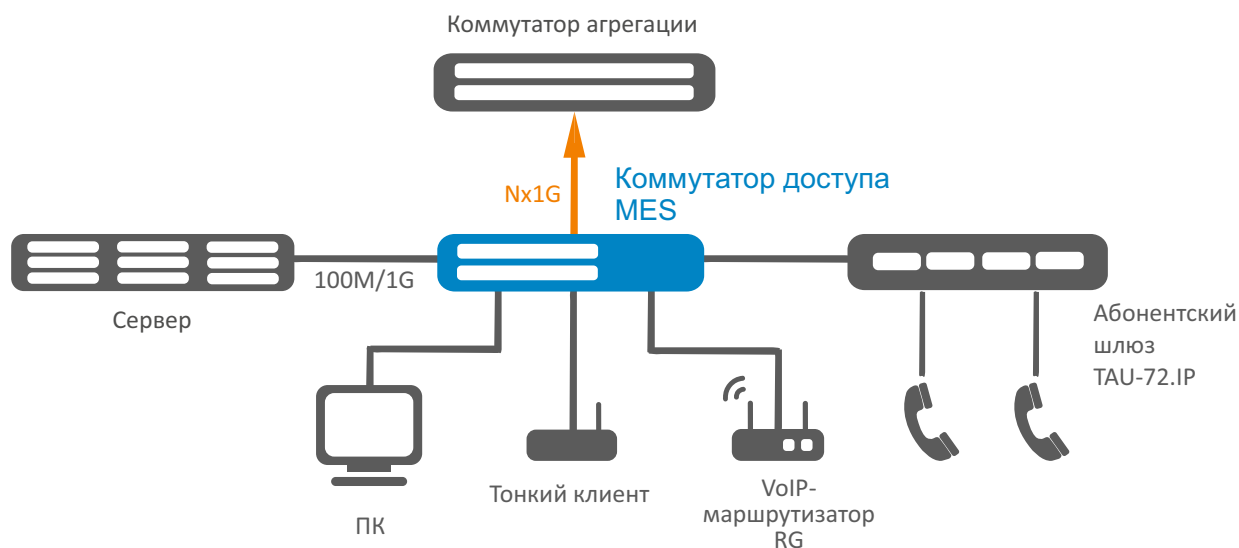 Коммутатор агрегации
Nx1G
Коммутатор доступа
MES
100M/1G
Сервер
Абонентский
шлюз
TAU-72.IP
ПК
Тонкий клиент
VoIP-
маршрутизатор
RG